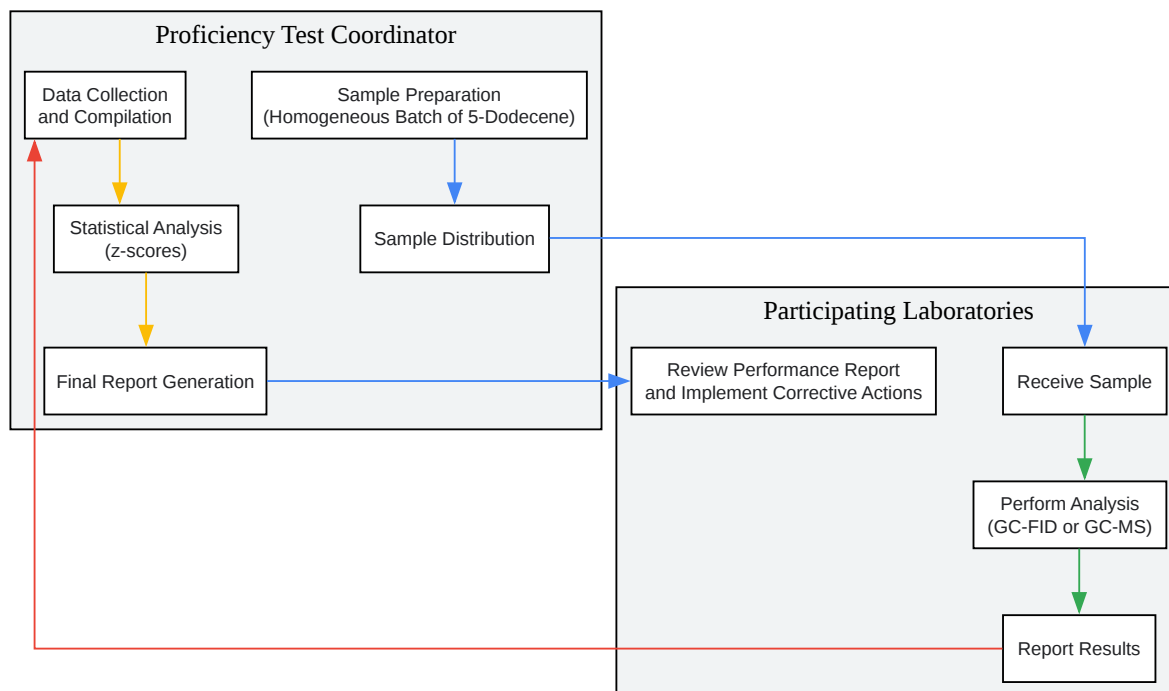 Proficiency Test Coordinator
Data Collection
and Compilation
Sample Preparation
(Homogeneous Batch of 5-Dodecene)
Statistical Analysis
(z-scores)
Sample Distribution
Final Report Generation
Participating Laboratories
Review Performance Report
and Implement Corrective Actions
Receive Sample
Perform Analysis
(GC-FID or GC-MS)
Report Results